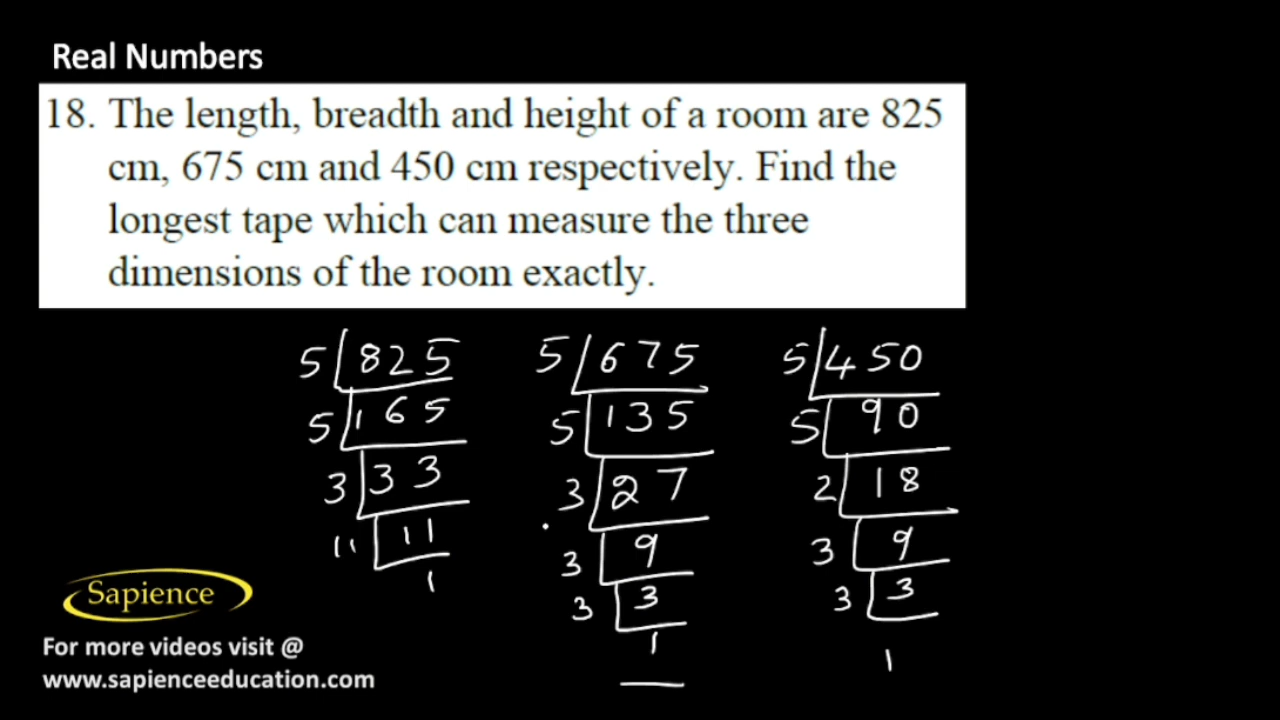 Real Numbers
18. The length, breadth and height of a room are 825
cm, 675 cm and 450 cm respectively. Find the
longest tape which can measure the three
dimensions of the room exactly.
5 825 5 675 5 450
5 165 5 135 5 90
3 33 3 27 2 18
11 11 3 9 3 9
1 3 3 3 3
1 1
Sapience
For more videos visit @
www.sapienceeducation.com